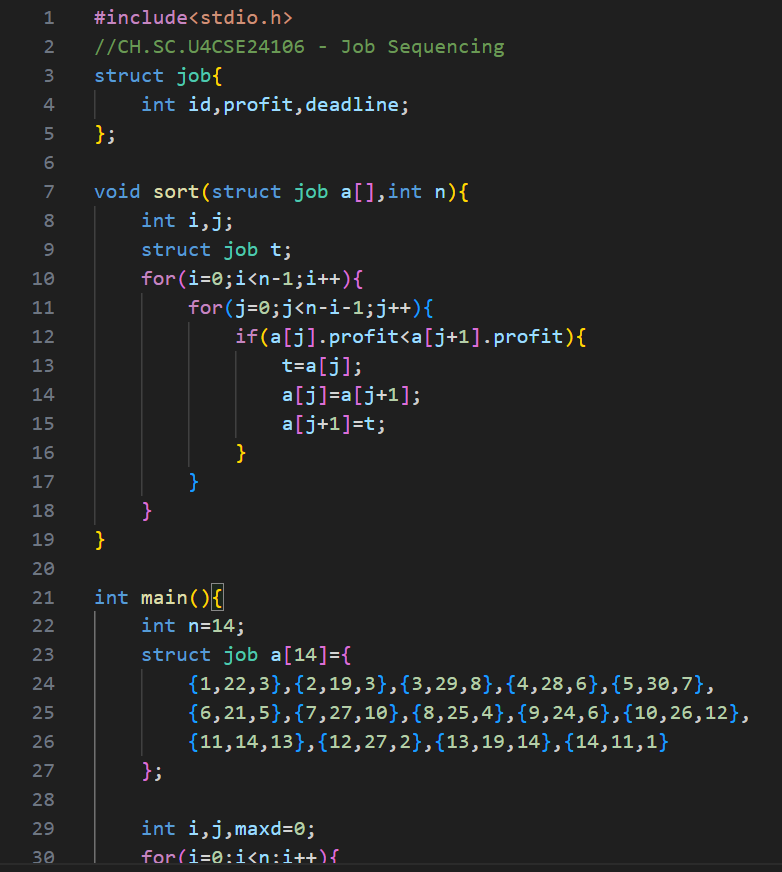 1 #include<stdio.h>
2 //CH.SC.U4CSE24106 - Job Sequencing
3 struct job{
4     int id,profit,deadline;
5 };
6
7 void sort(struct job a[],int n){
8     int i,j;
9     struct job t;
10     for(i=0;i<n-1;i++){
11         for(j=0;j<n-i-1;j++){
12             if(a[j].profit<a[j+1].profit){
13                 t=a[j];
14                 a[j]=a[j+1];
15                 a[j+1]=t;
16             }
17         }
18     }
19 }
20
21 int main(){
22     int n=14;
23     struct job a[14]={
24         {1,22,3},{2,19,3},{3,29,8},{4,28,6},{5,30,7},
25         {6,21,5},{7,27,10},{8,25,4},{9,24,6},{10,26,12},
26         {11,14,13},{12,27,2},{13,19,14},{14,11,1}
27     };
28
29     int i,j,maxd=0;
30     for(i=0;i<n;i++){